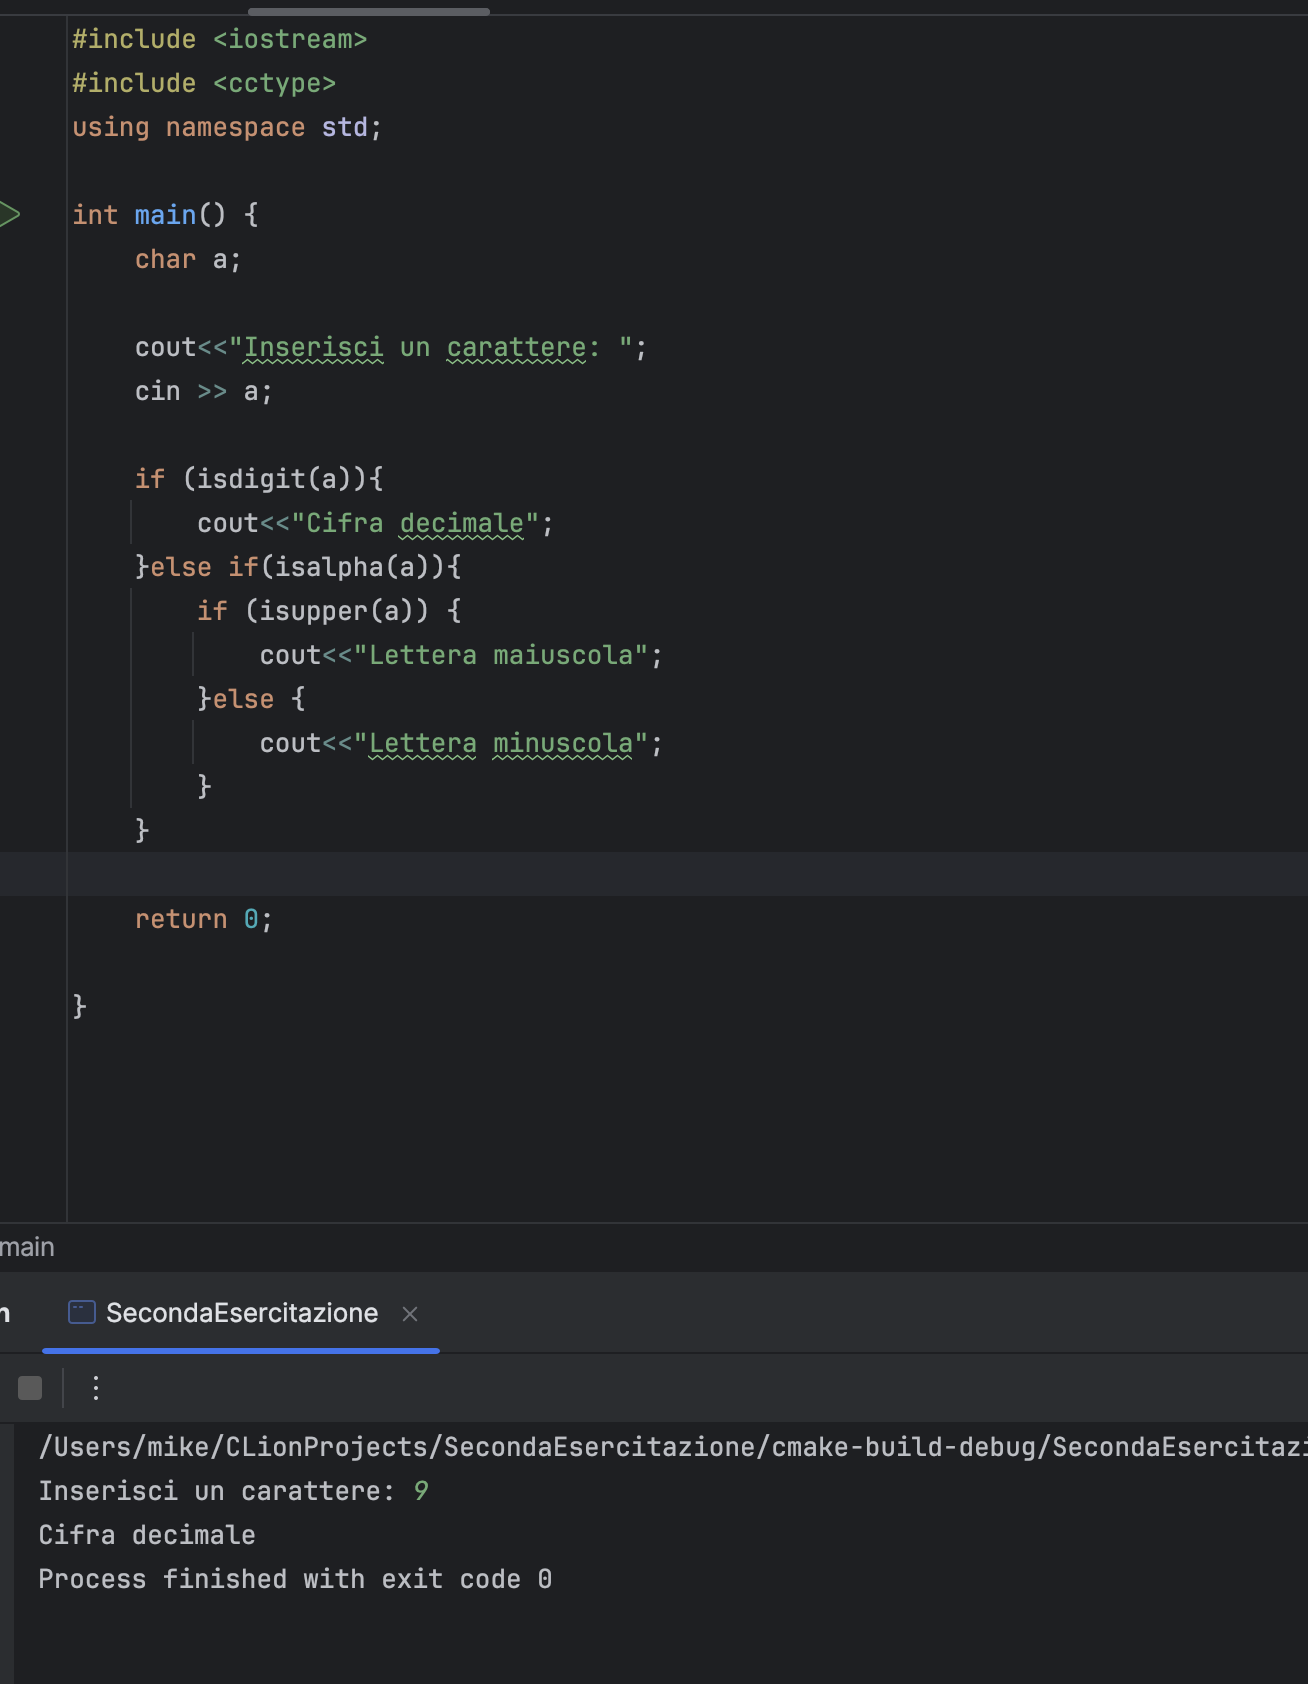 #include <iostream>
#include <cctype>
using namespace std;
int main() {
    char a;
    cout<<"Inserisci un carattere: ";
    cin >> a;
    if (isdigit(a)){
        cout<<"Cifra decimale";
    }else if(isalpha(a)){
        if (isupper(a)) {
            cout<<"Lettera maiuscola";
        }else {
            cout<<"Lettera minuscola";
        }
    }
    return 0;
}
main
SecondaEsercitazione
/Users/mike/CLionProjects/SecondaEsercitazione/cmake-build-debug/SecondaEsercitazi
Inserisci un carattere: 9
Cifra decimale
Process finished with exit code 0